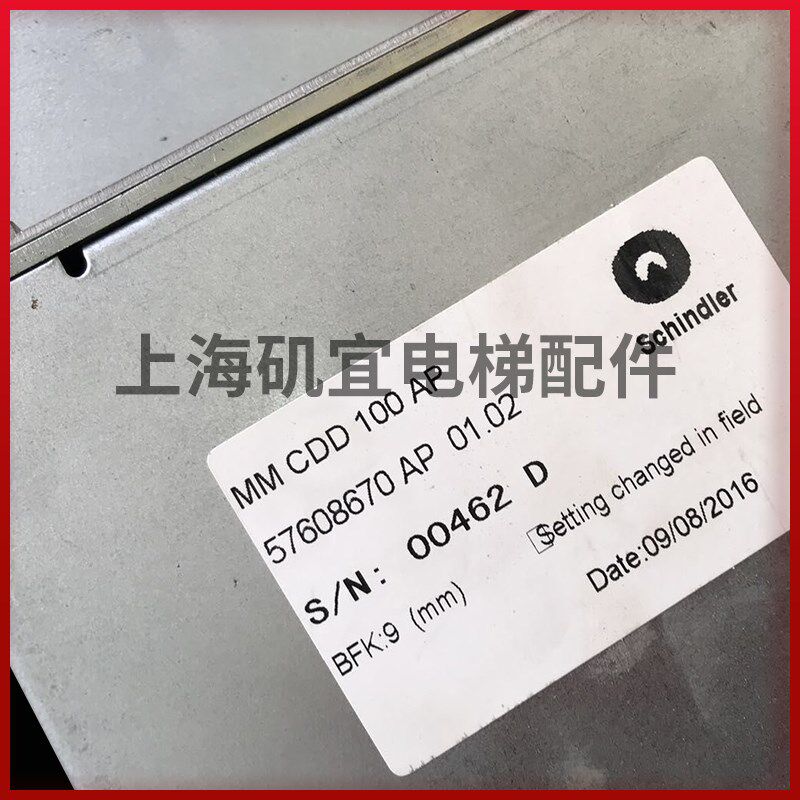 Schindler
上海矶宜电梯配件
MM CDD 100 AP
57608670 AP 01.02
S/N: 00462 D
Setting changed in field
BFK:9 (mm)
Date:09/08/2016